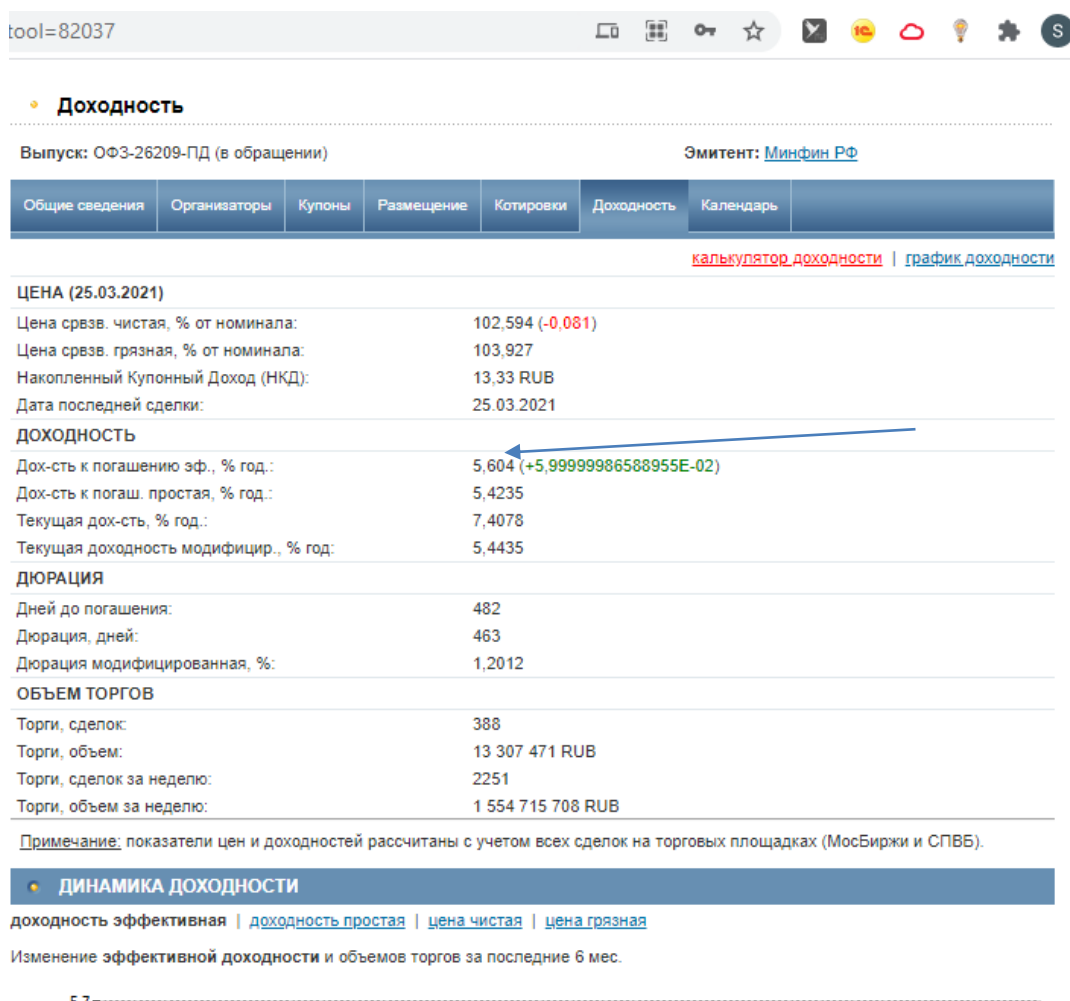 tool=82037
1С
S
Доходность
Выпуск: ОФЗ-26209-ПД (в обращении) Эмитент: Минфин РФ
Общие сведения Организаторы Купоны Размещение Котировки Доходность Календарь
калькулятор доходности | график доходности
ЦЕНА (25.03.2021)
Цена срвзв. чистая, % от номинала: 102,594 (-0,081)
Цена срвзв. грязная, % от номинала: 103,927
Накопленный Купонный Доход (НКД): 13,33 RUB
Дата последней сделки: 25.03.2021
ДОХОДНОСТЬ
Дох-сть к погашению эф., % год.: 5,604 (+5,99999986588955E-02)
Дох-сть к погаш. простая, % год.: 5,4235
Текущая дох-сть, % год.: 7,4078
Текущая доходность модифицир., % год: 5,4435
ДЮРАЦИЯ
Дней до погашения: 482
Дюрация, дней: 463
Дюрация модифицированная, %: 1,2012
ОБЪЕМ ТОРГОВ
Торги, сделок: 388
Торги, объем: 13 307 471 RUB
Торги, сделок за неделю: 2251
Торги, объем за неделю: 1 554 715 708 RUB
Примечание: показатели цен и доходностей рассчитаны с учетом всех сделок на торговых площадках (МосБиржи и СПВБ).
ДИНАМИКА ДОХОДНОСТИ
доходность эффективная | доходность простая | цена чистая | цена грязная
Изменение эффективной доходности и объемов торгов за последние 6 мес.
5,7